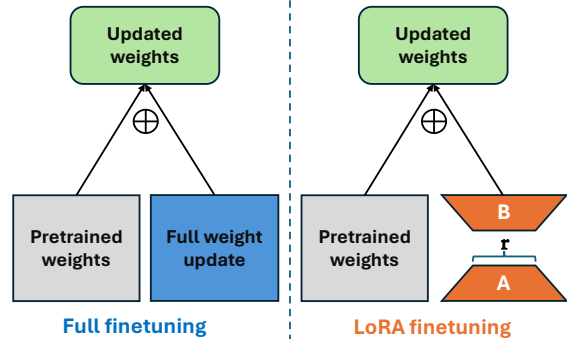 Updated
weights
Pretrained
weights
Full weight
update
Full finetuning
Updated
weights
Pretrained
weights
B
r
A
LoRA finetuning